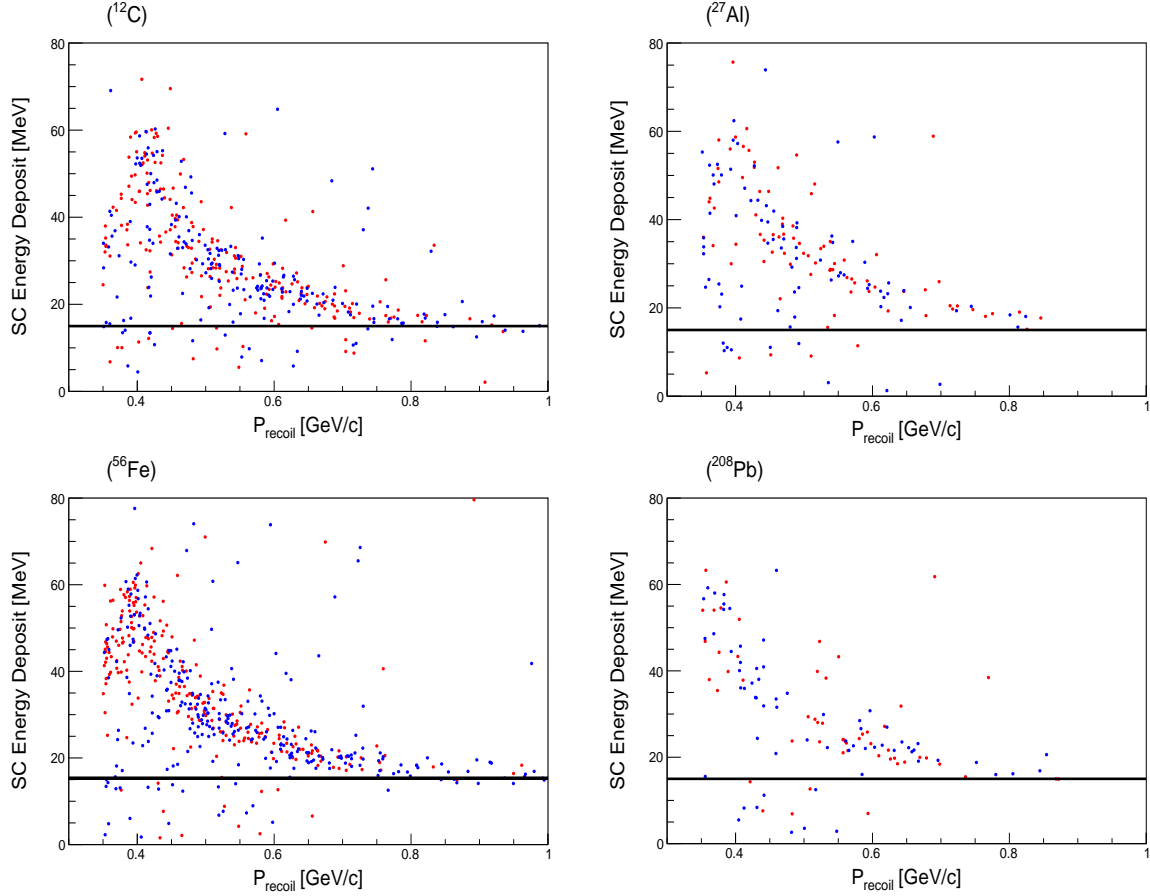 (¹²C)
SC Energy Deposit [MeV]
80
60
40
20
0
0.4 0.6 0.8 1
P_recoil [GeV/c]
(²⁷Al)
SC Energy Deposit [MeV]
80
60
40
20
0
0.4 0.6 0.8 1
P_recoil [GeV/c]
(⁵⁶Fe)
SC Energy Deposit [MeV]
80
60
40
20
0
0.4 0.6 0.8 1
P_recoil [GeV/c]
(²⁰⁸Pb)
SC Energy Deposit [MeV]
80
60
40
20
0
0.4 0.6 0.8 1
P_recoil [GeV/c]